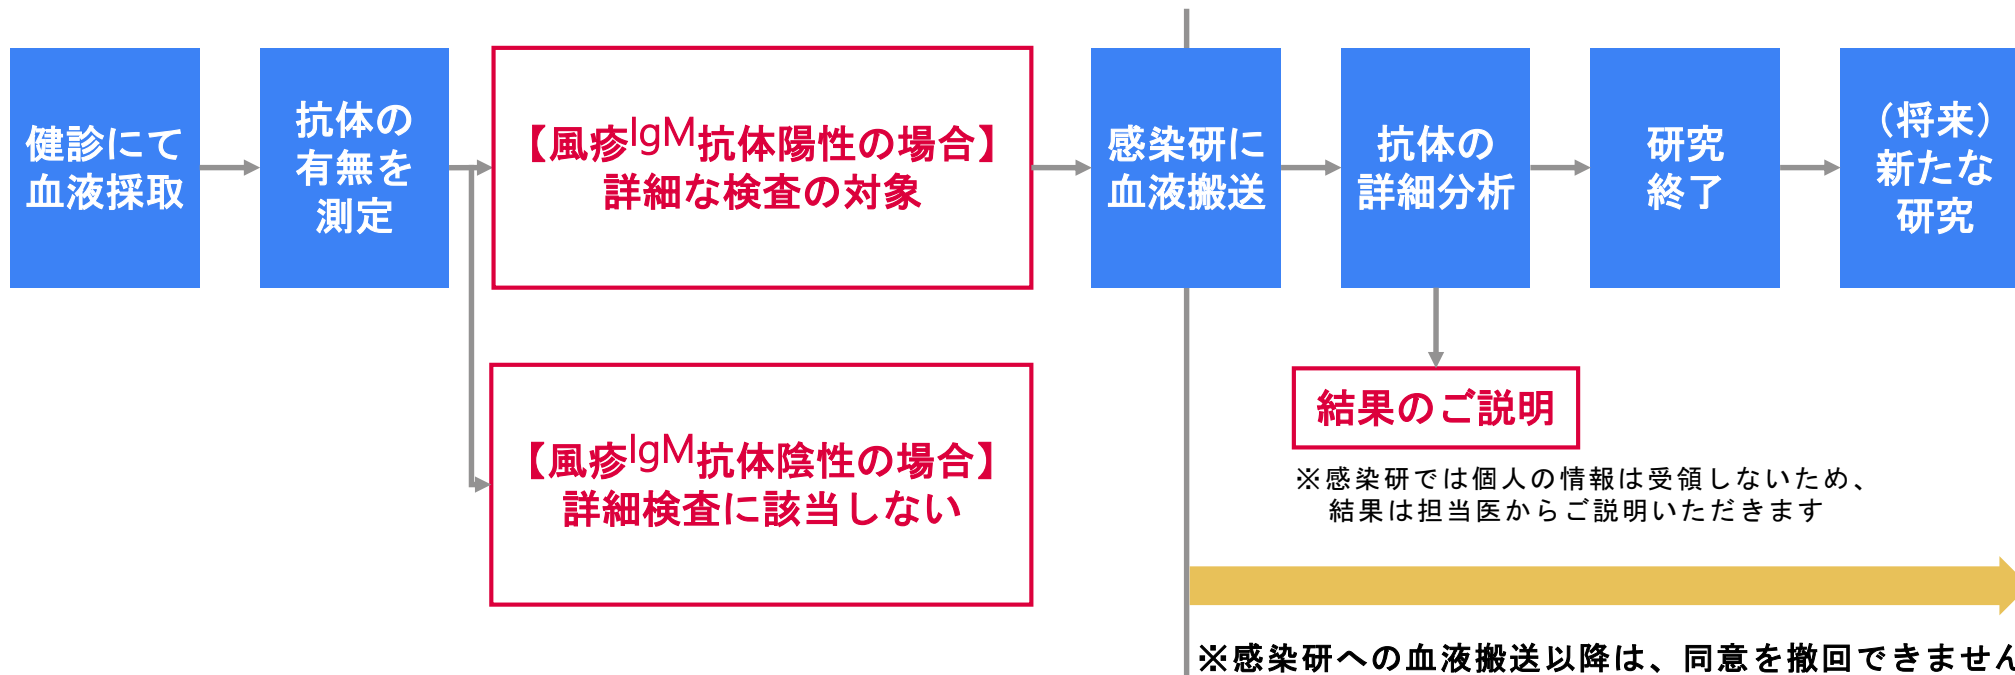 健診にて
血液採取
抗体の
有無を
測定
【風疹IgM抗体陽性の場合】
詳細な検査の対象
【風疹IgM抗体陰性の場合】
詳細検査に該当しない
感染研に
血液搬送
抗体の
詳細分析
結果のご説明
※感染研では個人の情報は受領しないため、
結果は担当医からご説明いただきます
研究
終了
（将来）
新たな
研究
※感染研への血液搬送以降は、同意を撤回できません